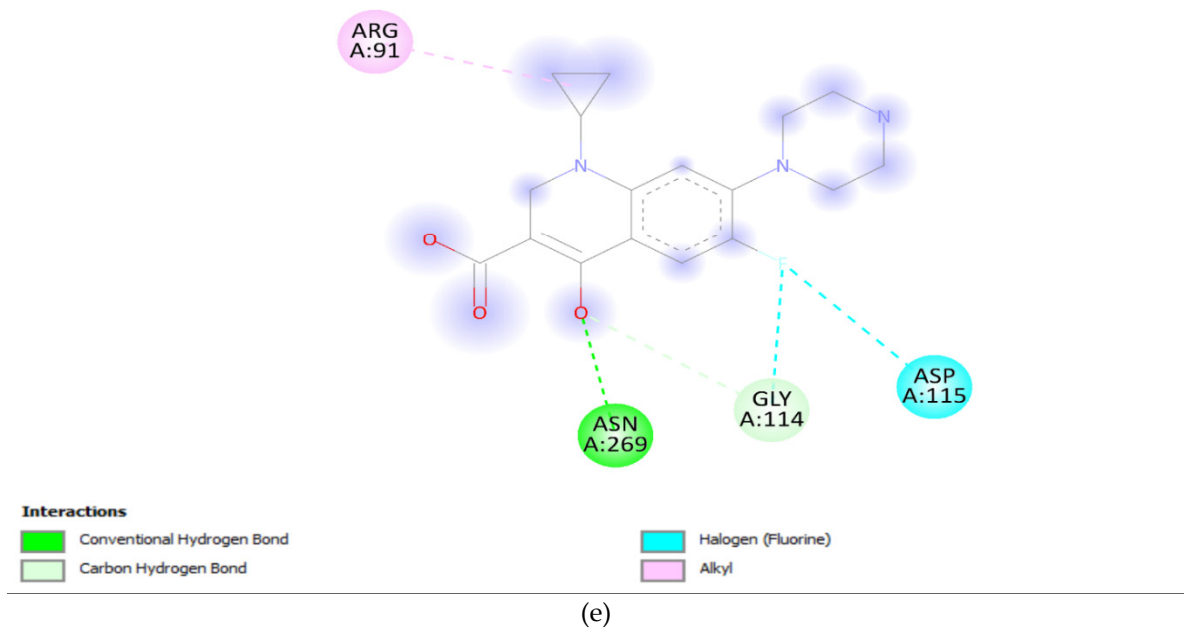 ARG
A:91
N
N
N
O
O
O
F
ASN
A:269
GLY
A:114
ASP
A:115
Interactions
Conventional Hydrogen Bond
Carbon Hydrogen Bond
Halogen (Fluorine)
Alkyl
(e)